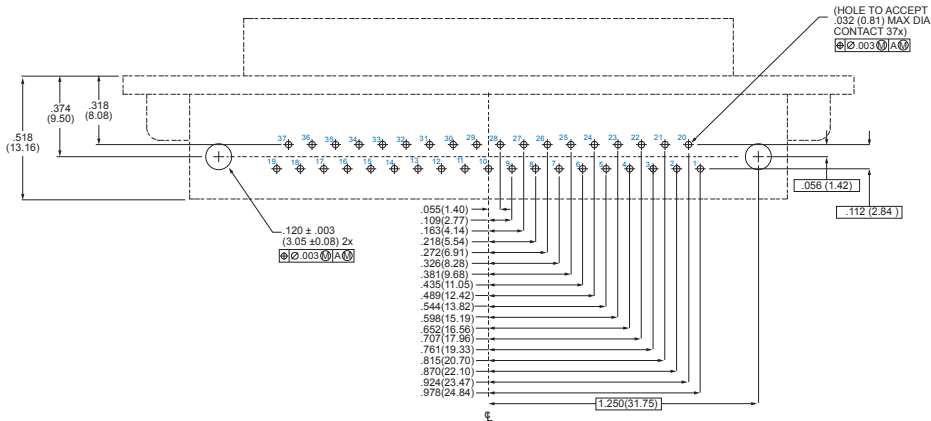 (HOLE TO ACCEPT
.032 (0.81) MAX DIA
CONTACT 37x)
⌖ Ø.003 Ⓜ A Ⓜ
.374
(9.50)
.318
(8.08)
.518
(13.16)
37 36 35 34 33 32 31 30 29 28 27 26 25 24 23 22 21 20
19 18 17 16 15 14 13 12 11 10 9 8 7 6 5 4 3 2 1
.056 (1.42)
.112 (2.84 )
.120 ± .003
(3.05 ±0.08) 2x
⌖ Ø.003 Ⓜ A Ⓜ
.055(1.40)
.109(2.77)
.163(4.14)
.218(5.54)
.272(6.91)
.326(8.28)
.381(9.68)
.435(11.05)
.489(12.42)
.544(13.82)
.598(15.19)
.652(16.56)
.707(17.96)
.761(19.33)
.815(20.70)
.870(22.10)
.924(23.47)
.978(24.84)
1.250(31.75)
℄